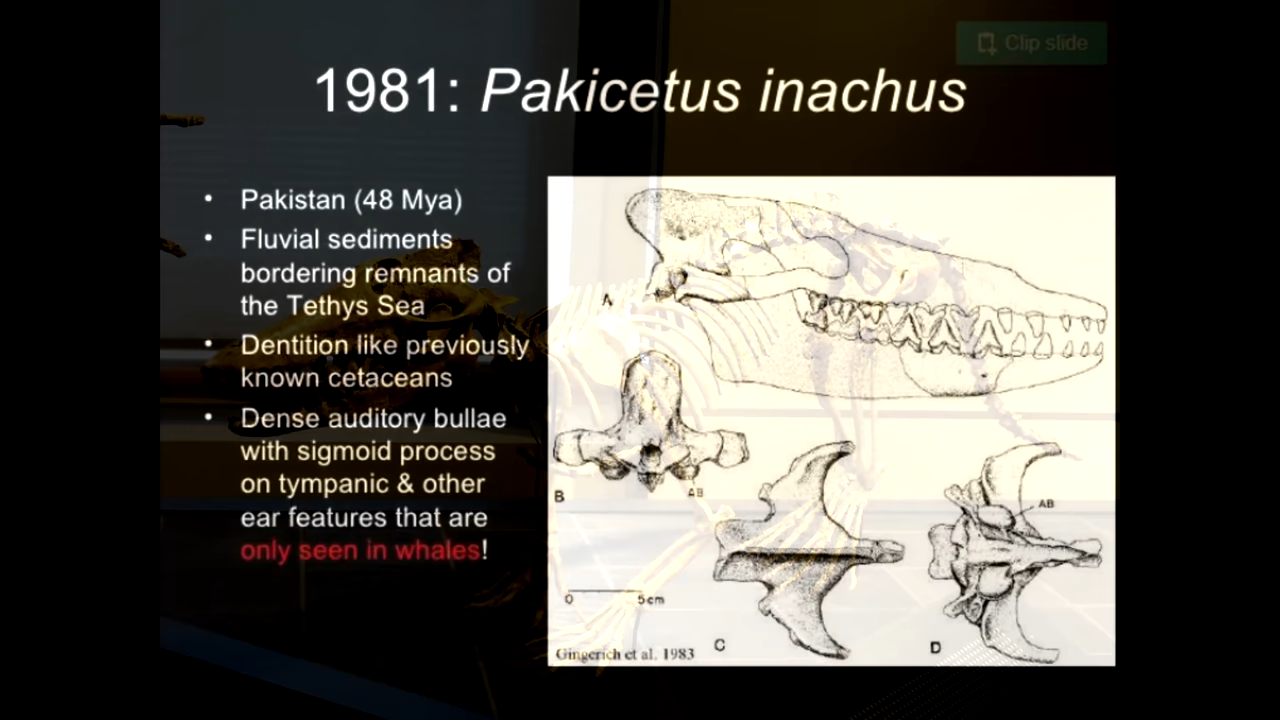 Clip slide
1981: Pakicetus inachus
• Pakistan (48 Mya)
• Fluvial sediments
bordering remnants of
the Tethys Sea
• Dentition like previously
known cetaceans
• Dense auditory bullae
with sigmoid process
on tympanic & other
ear features that are
only seen in whales!
A
B
AB
AB
0 5cm
C
D
Gingerich et al. 1983